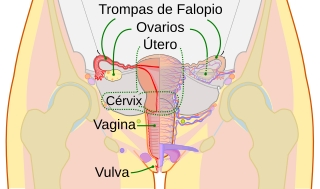 Trompas de Falopio
Ovarios
Útero
Cérvix
Vagina
Vulva